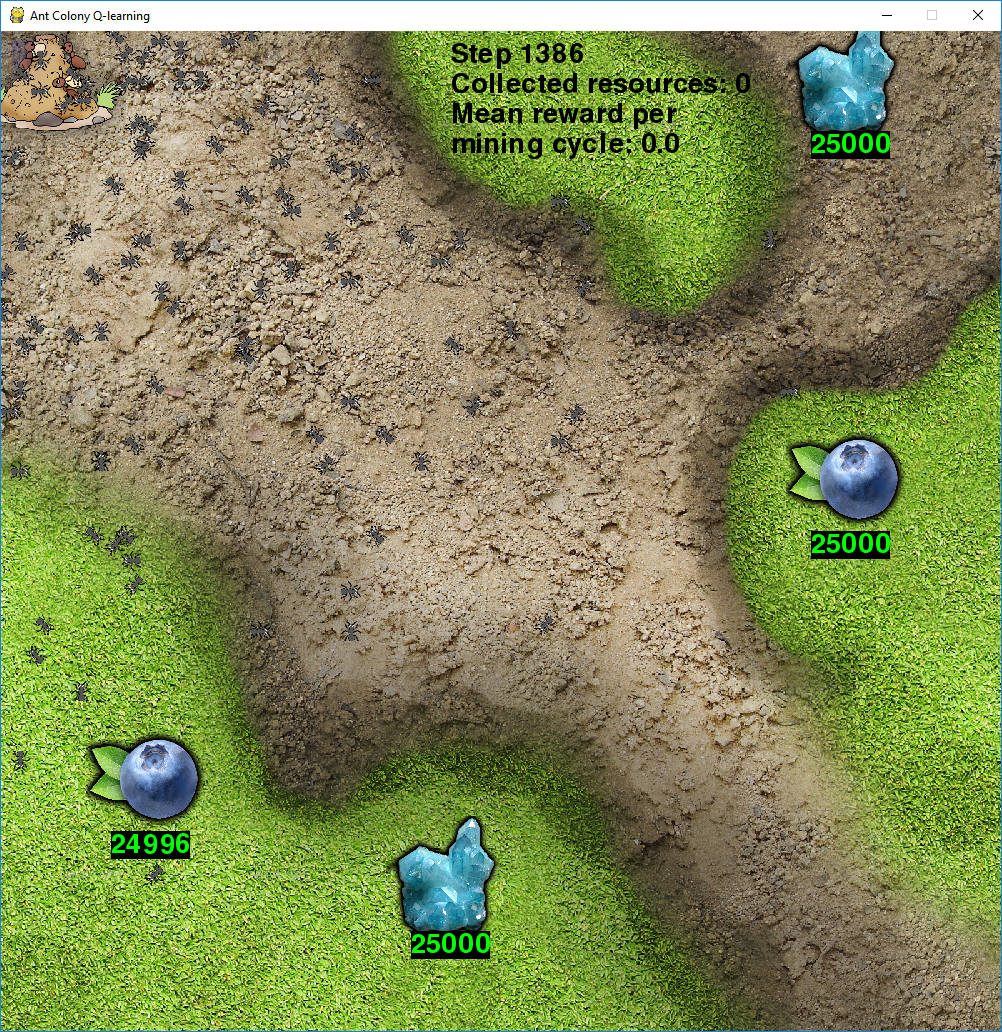 Ant Colony Q-learning
Step 1386
Collected resources: 0
Mean reward per
mining cycle: 0.0
25000
25000
24996
25000